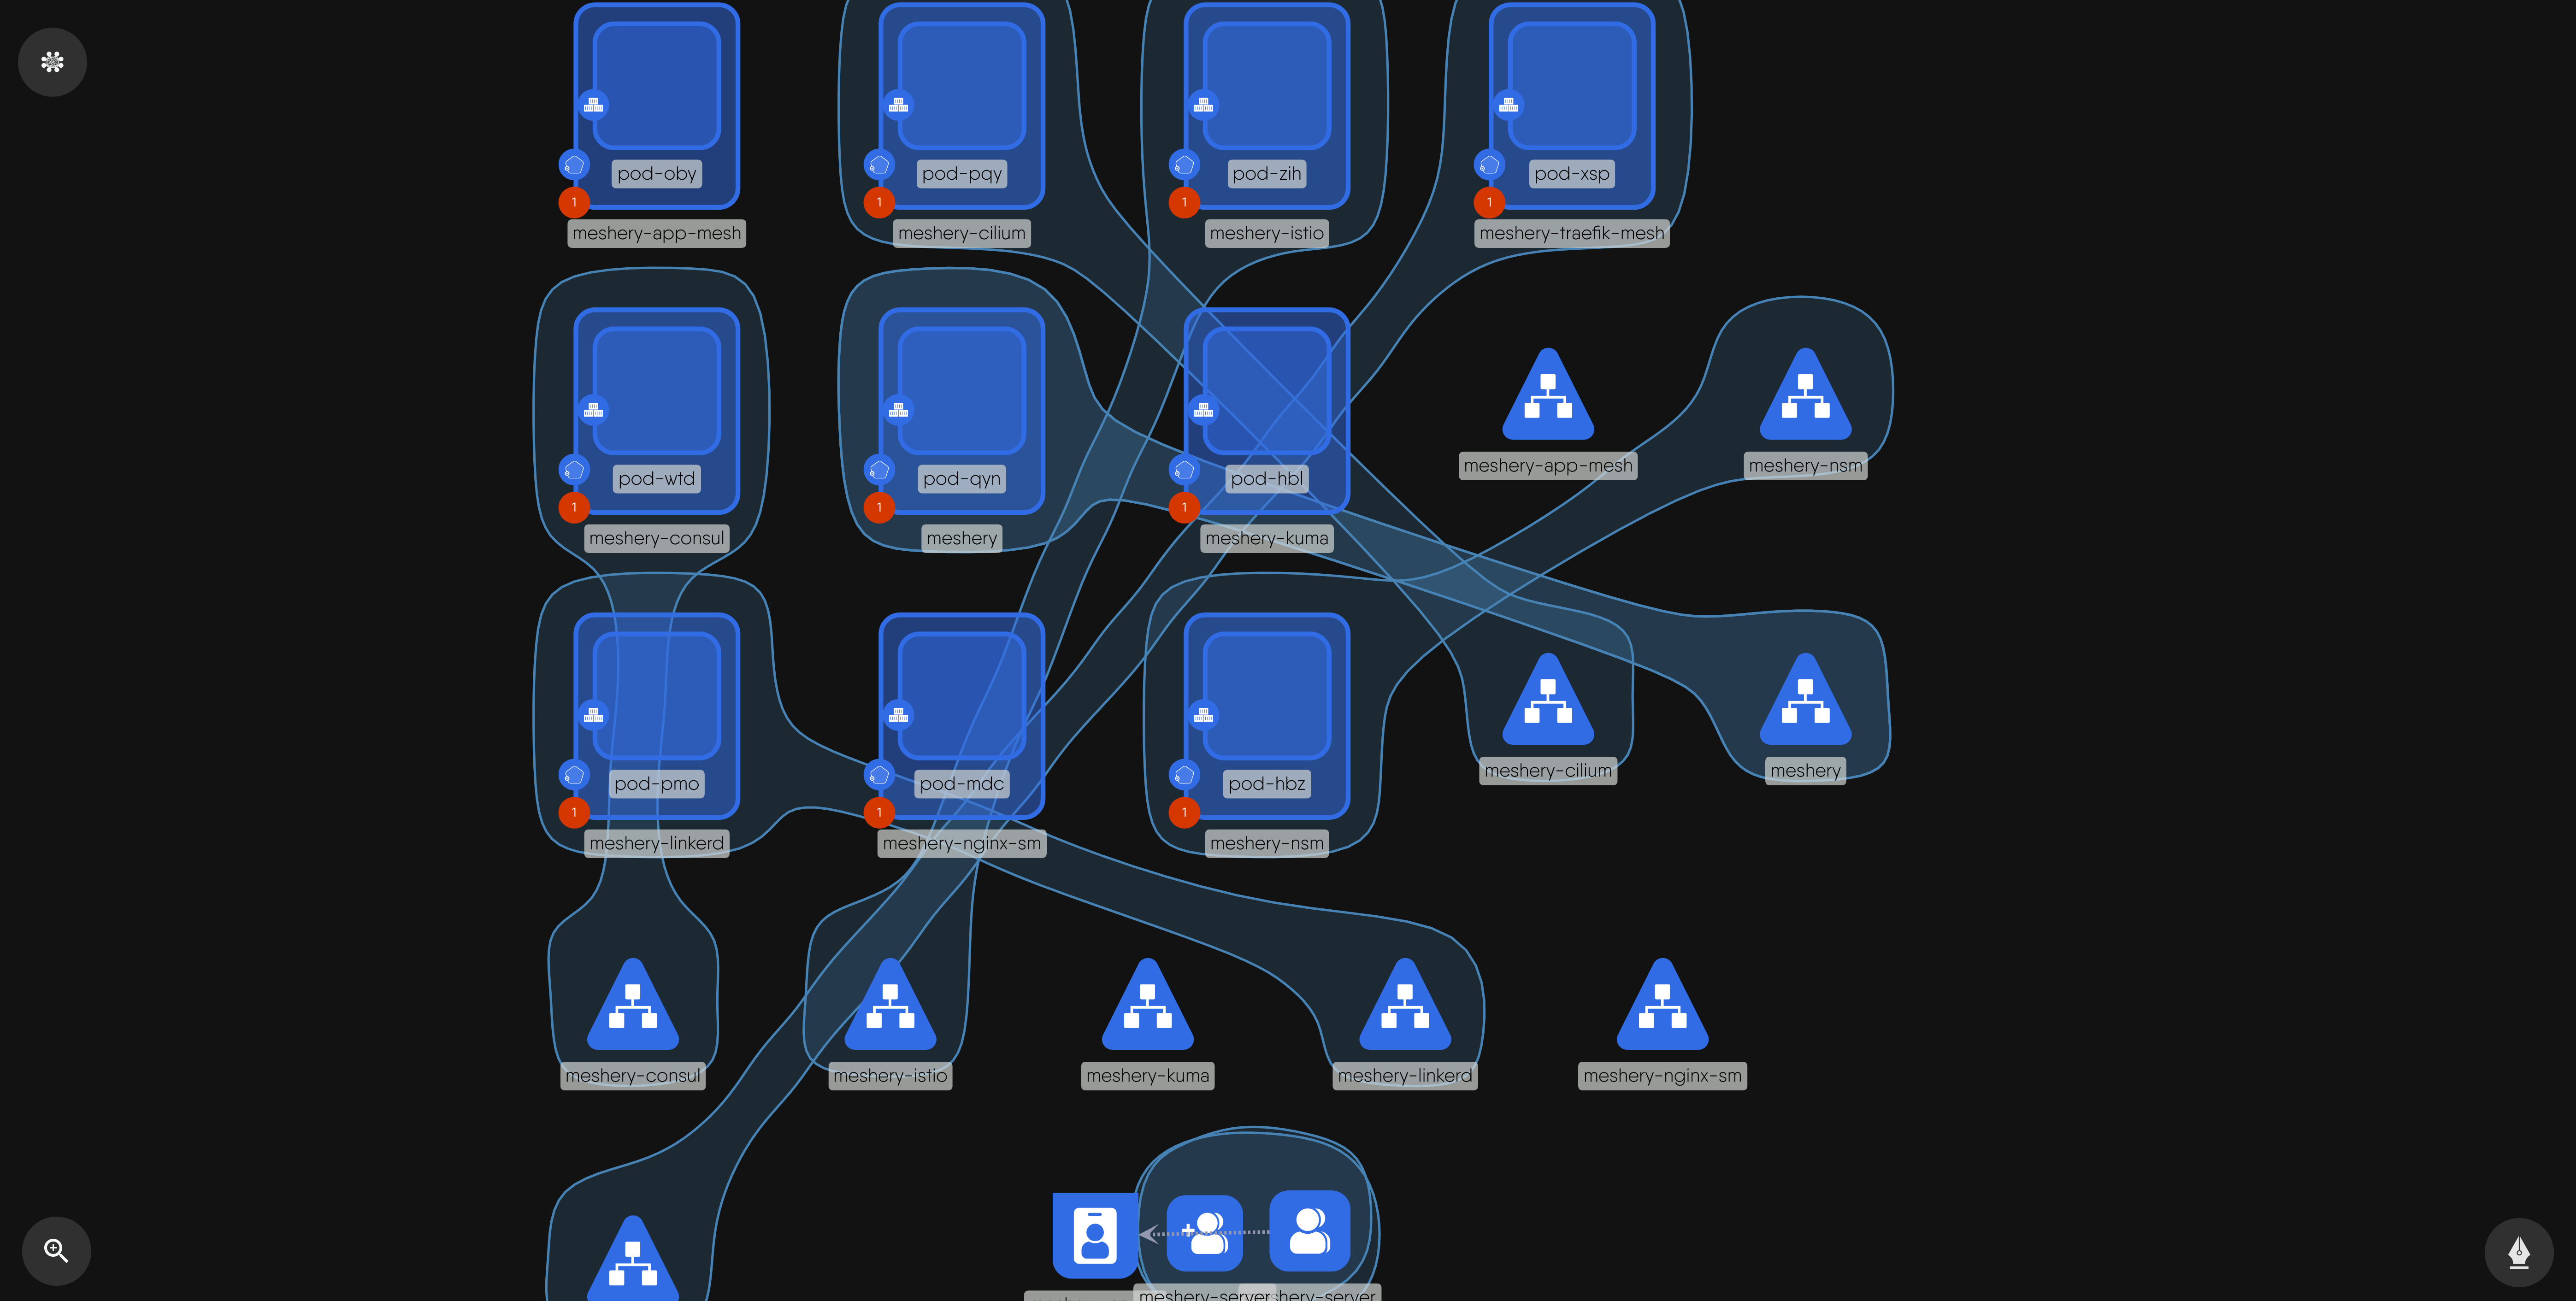 pod-oby
pod-pqy
pod-zih
pod-xsp
1
1
1
1
meshery-app-mesh
meshery-cilium
meshery-istio
meshery-traefik-mesh
pod-wtd
pod-qyn
pod-hbl
meshery-app-mesh
meshery-nsm
1
1
1
meshery-consul
meshery
meshery-kuma
pod-pmo
pod-mdc
pod-hbz
meshery-cilium
meshery
1
1
1
meshery-linkerd
meshery-nginx-sm
meshery-nsm
meshery-consul
meshery-istio
meshery-kuma
meshery-linkerd
meshery-nginx-sm
meshery-server
hery-server